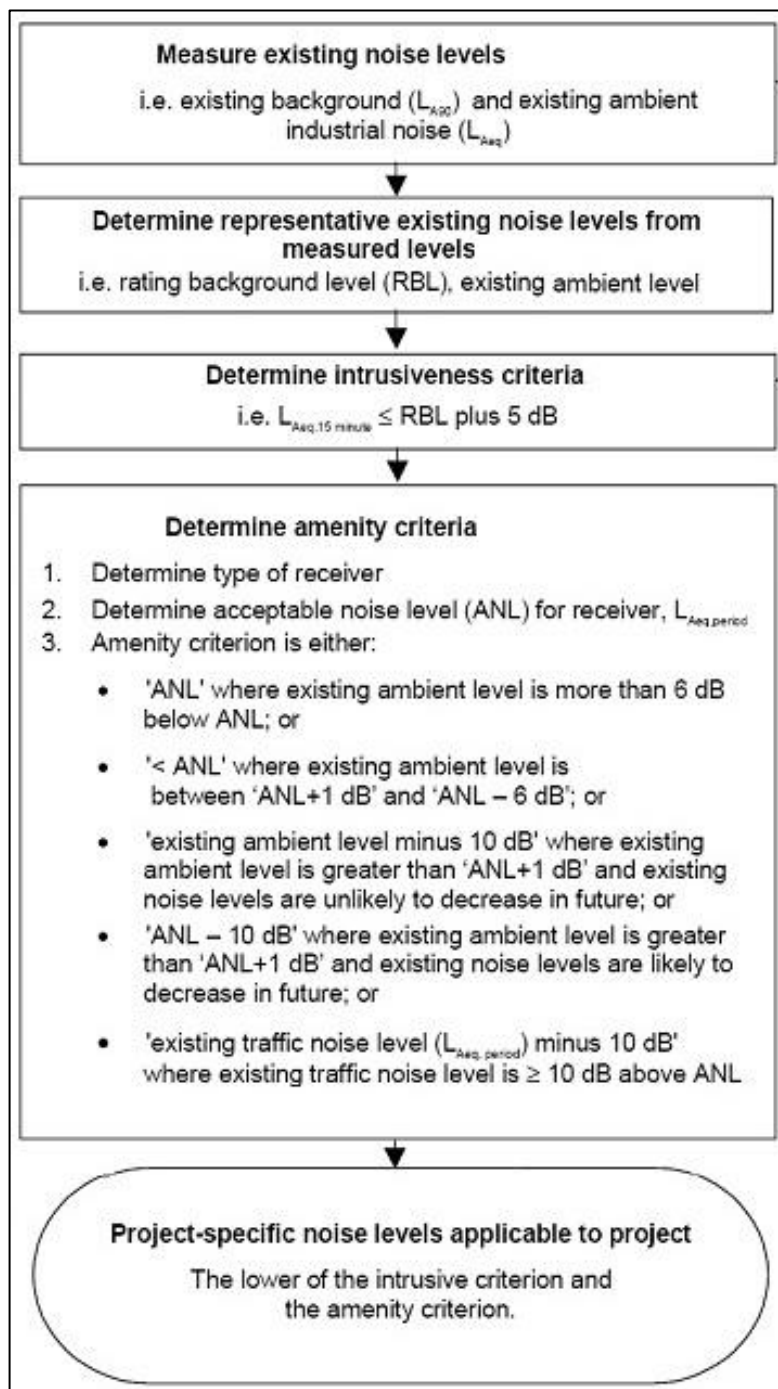 Measure existing noise levels
i.e. existing background (LA90) and existing ambient
industrial noise (LAeq)
Determine representative existing noise levels from
measured levels
i.e. rating background level (RBL), existing ambient level
Determine intrusiveness criteria
i.e. LAeq,15 minute ≤ RBL plus 5 dB
Determine amenity criteria
1. Determine type of receiver
2. Determine acceptable noise level (ANL) for receiver, LAeq,period
3. Amenity criterion is either:
• 'ANL' where existing ambient level is more than 6 dB
below ANL; or
• '< ANL' where existing ambient level is
between ‘ANL+1 dB’ and ‘ANL – 6 dB’; or
• 'existing ambient level minus 10 dB' where existing
ambient level is greater than ‘ANL+1 dB’ and existing
noise levels are unlikely to decrease in future; or
• 'ANL – 10 dB' where existing ambient level is greater
than ‘ANL+1 dB’ and existing noise levels are likely to
decrease in future; or
• 'existing traffic noise level (LAeq, period) minus 10 dB'
where existing traffic noise level is ≥ 10 dB above ANL
Project-specific noise levels applicable to project
The lower of the intrusive criterion and
the amenity criterion.